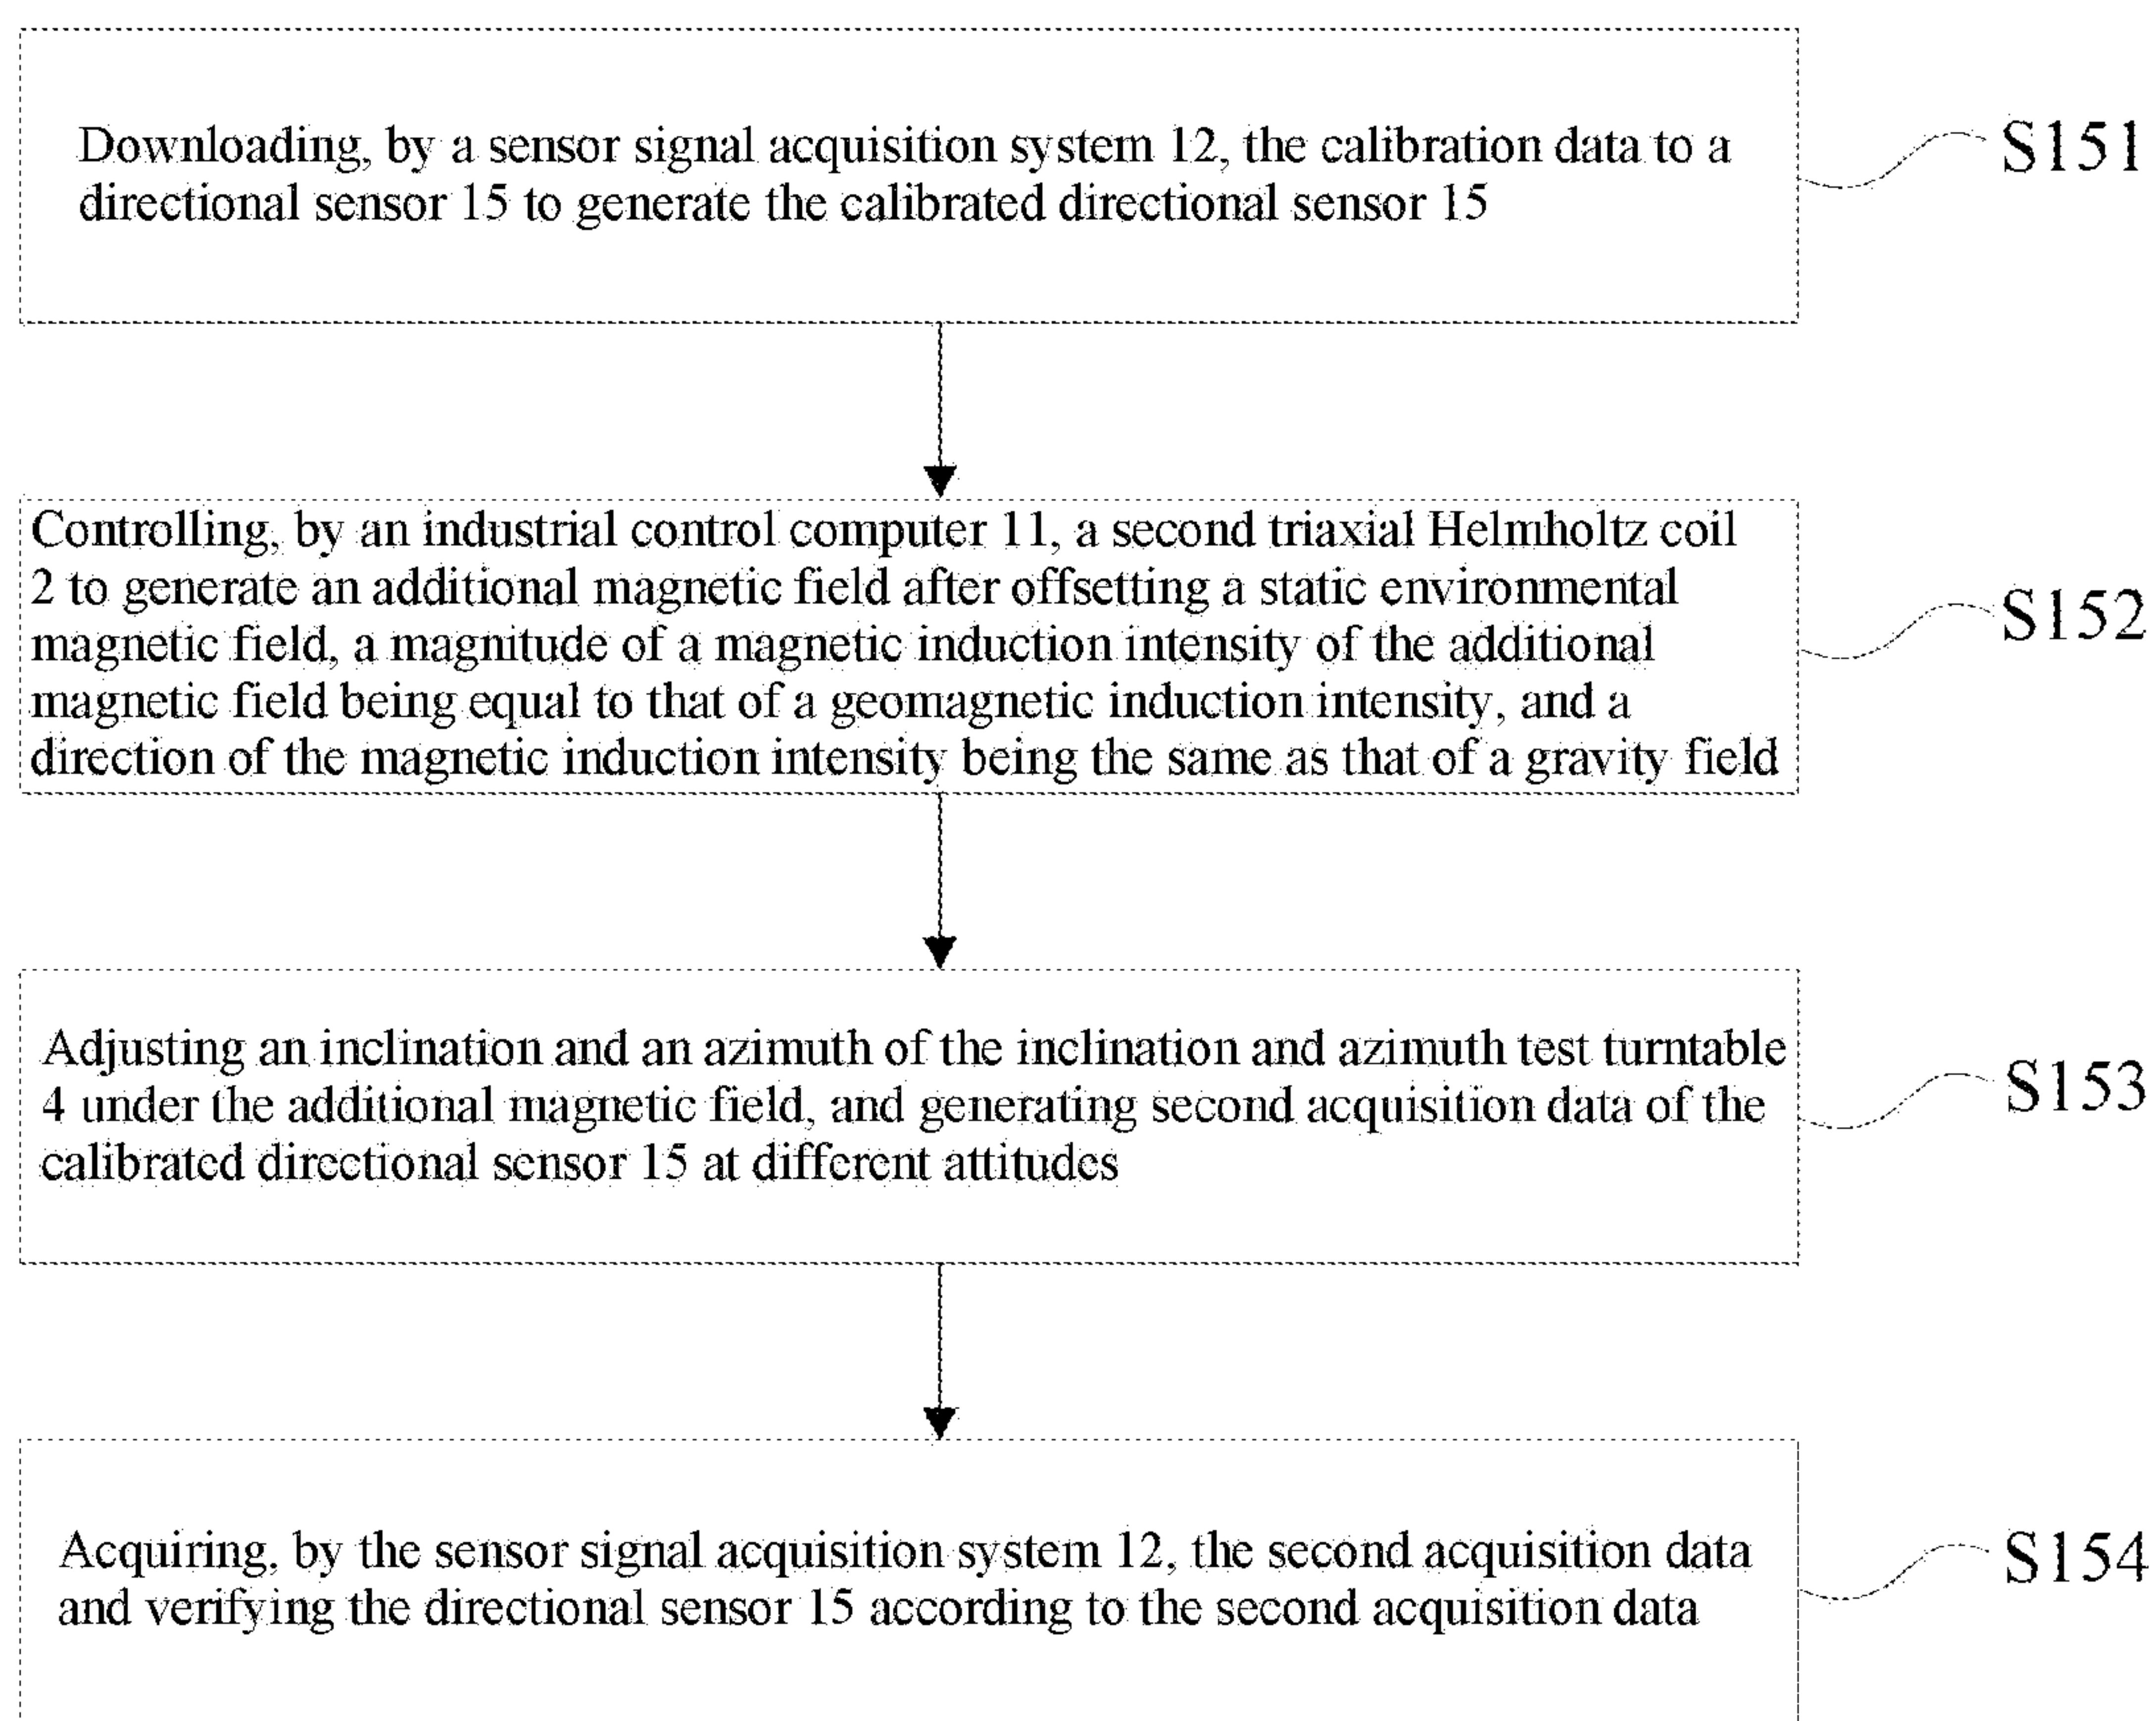 Downloading, by a sensor signal acquisition system 12, the calibration data to a
directional sensor 15 to generate the calibrated directional sensor 15
S151
Controlling, by an industrial control computer 11, a second triaxial Helmholtz coil
2 to generate an additional magnetic field after offsetting a static environmental
magnetic field, a magnitude of a magnetic induction intensity of the additional
magnetic field being equal to that of a geomagnetic induction intensity, and a
direction of the magnetic induction intensity being the same as that of a gravity field
S152
Adjusting an inclination and an azimuth of the inclination and azimuth test turntable
4 under the additional magnetic field, and generating second acquisition data of the
calibrated directional sensor 15 at different attitudes
S153
Acquiring, by the sensor signal acquisition system 12, the second acquisition data
and verifying the directional sensor 15 according to the second acquisition data
S154